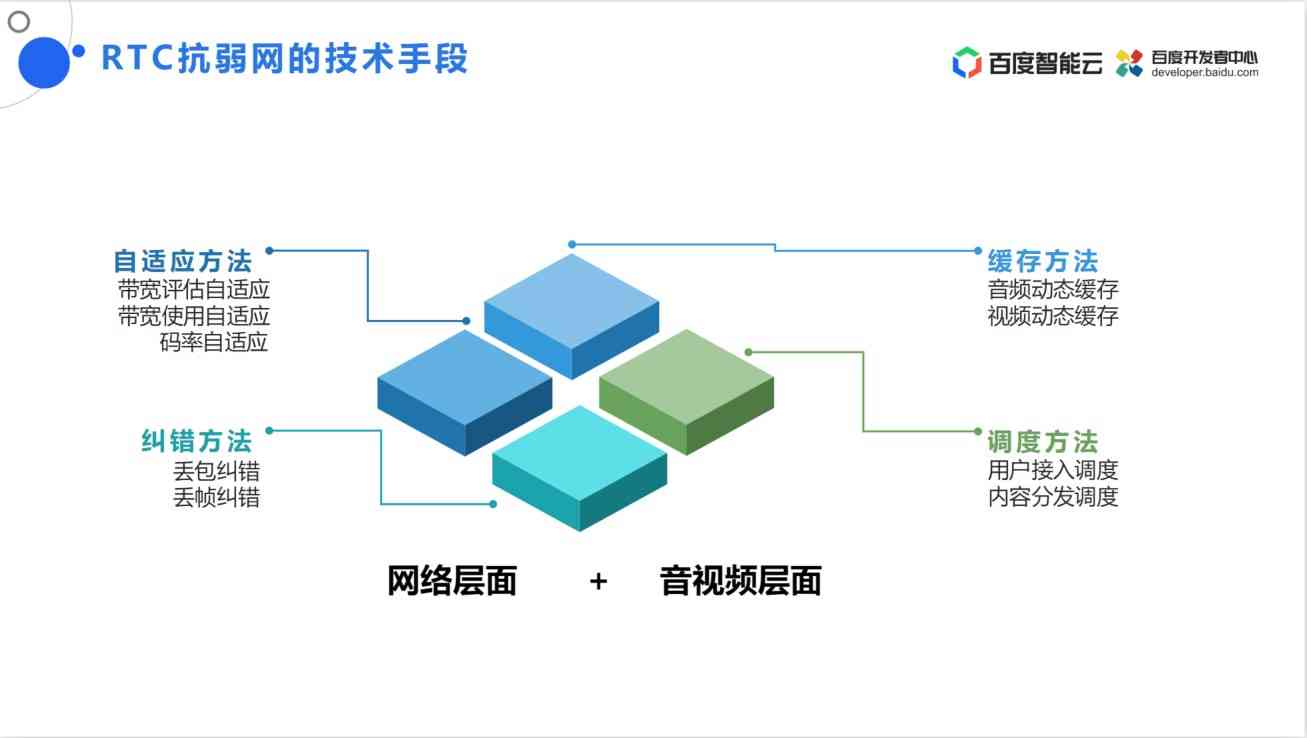 RTC抗弱网的技术手段
百度智能云
百度开发者中心
developer.baidu.com
自适应方法
带宽评估自适应
带宽使用自适应
码率自适应
缓存方法
音频动态缓存
视频动态缓存
纠错方法
丢包纠错
丢帧纠错
调度方法
用户接入调度
内容分发调度
网络层面 + 音视频层面